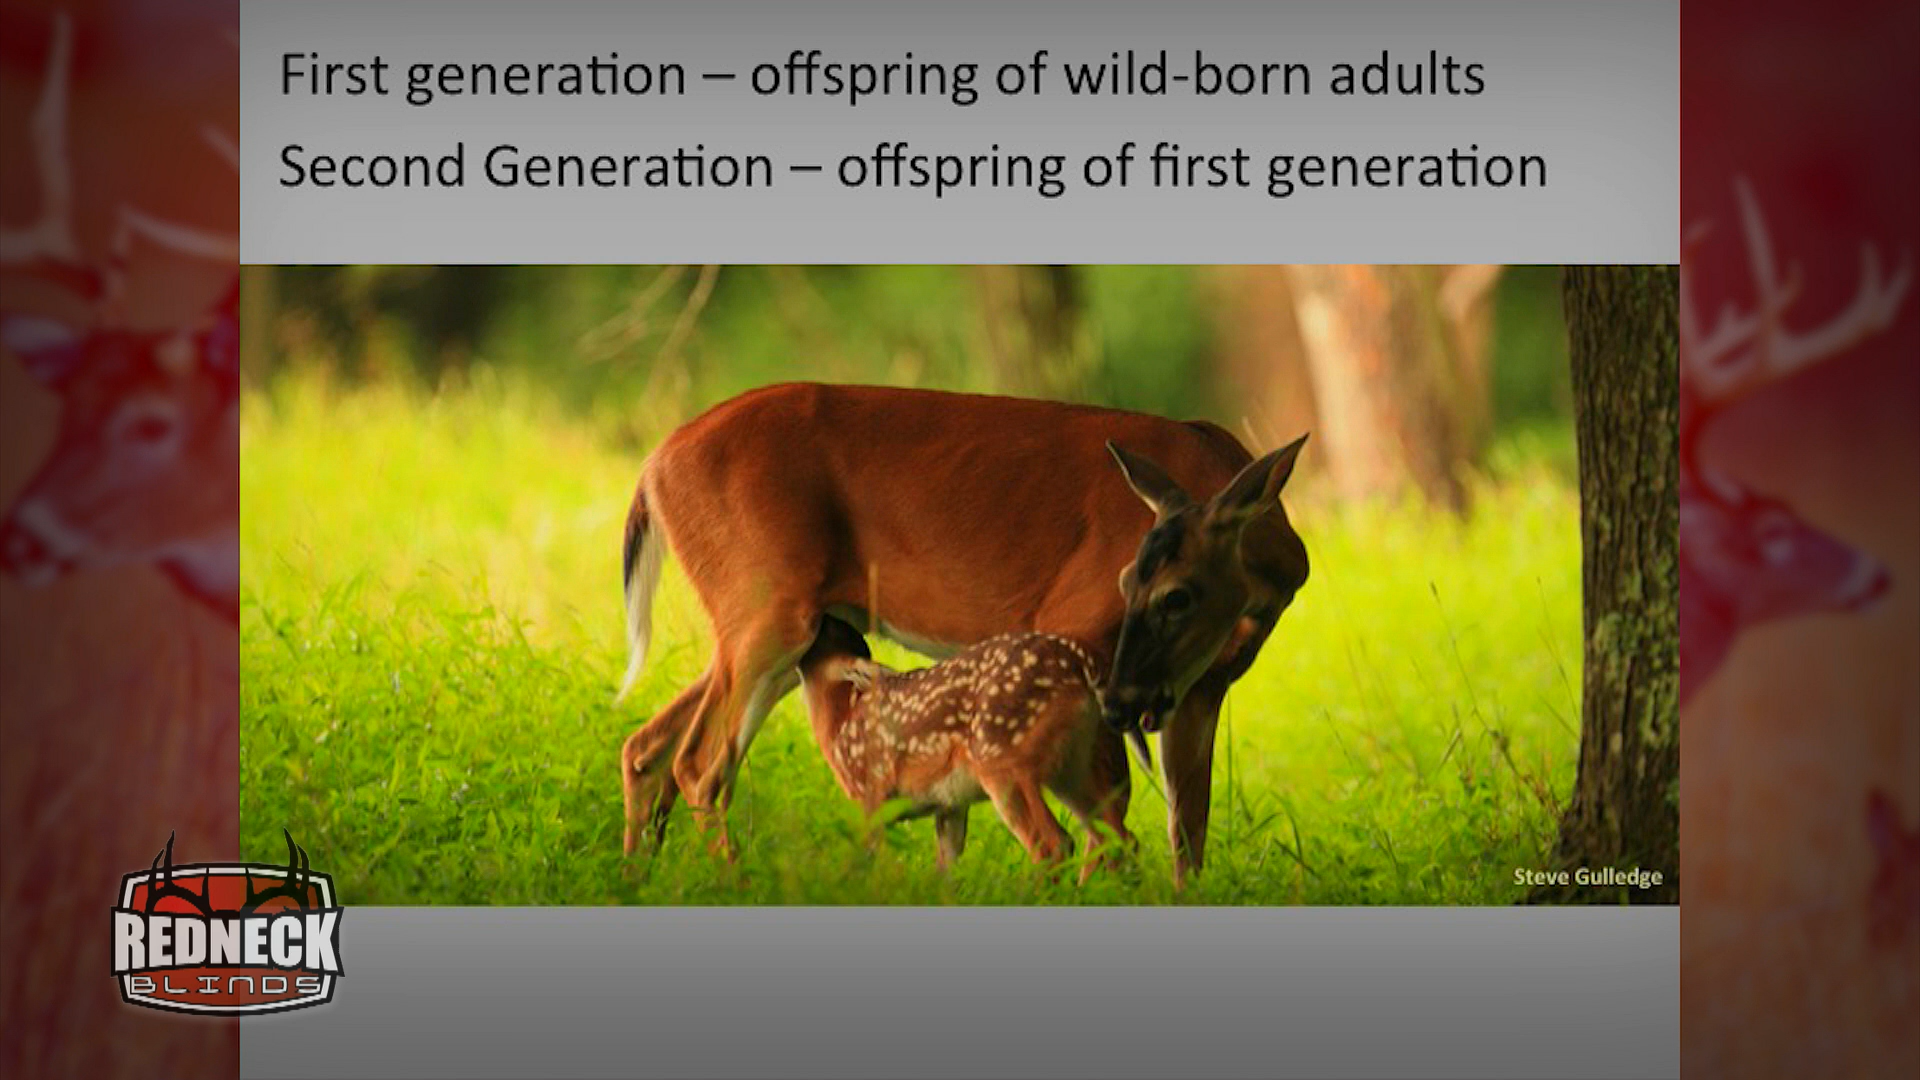 First generation – offspring of wild-born adults
Second Generation – offspring of first generation
Steve Gulledge
REDNECK
BLINDS